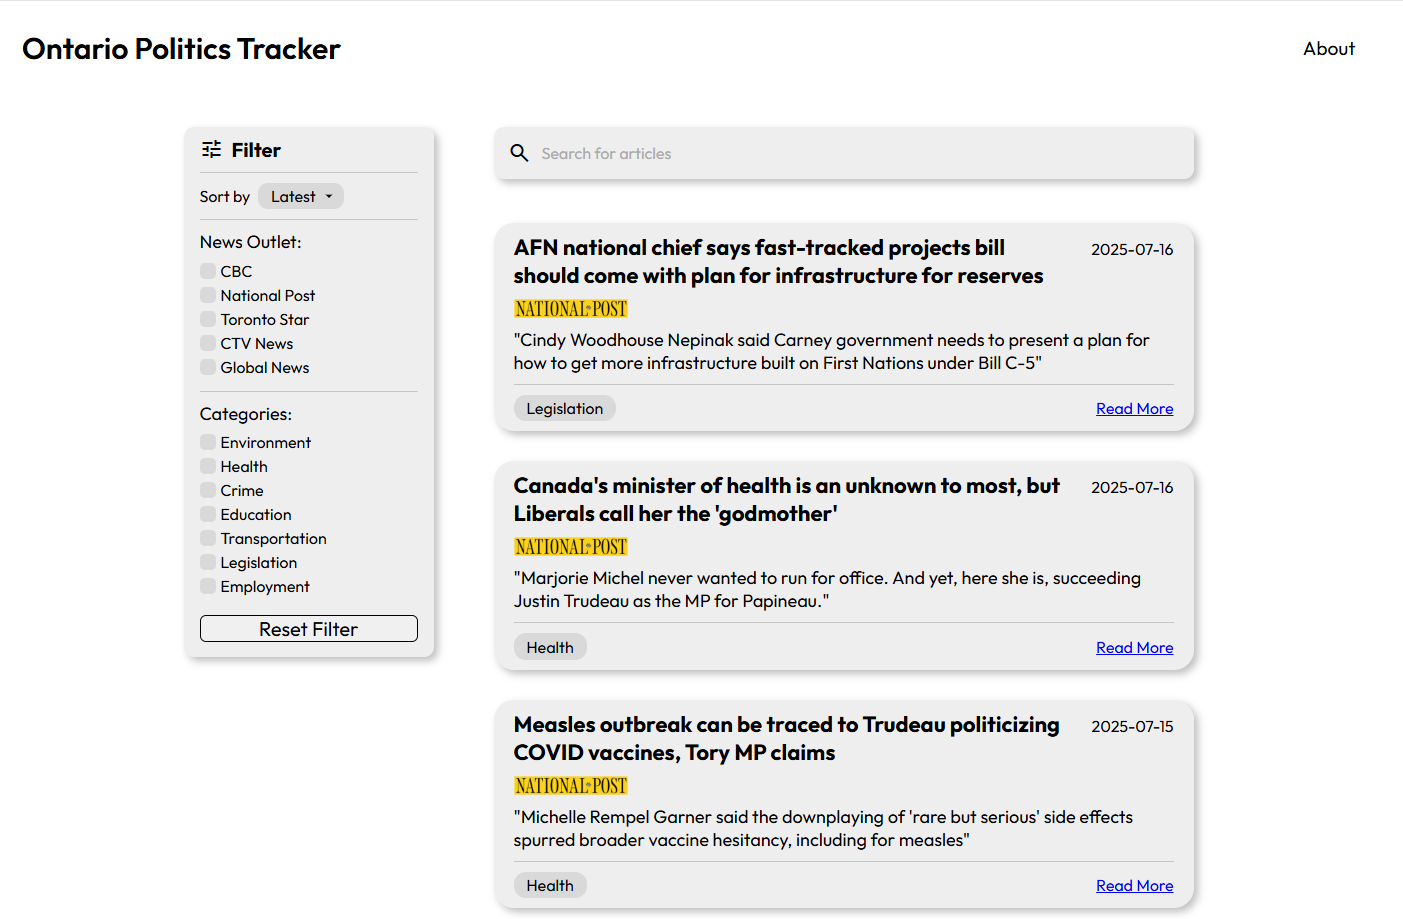 Ontario Politics Tracker
About
Filter
Sort by Latest
News Outlet:
CBC
National Post
Toronto Star
CTV News
Global News
Categories:
Environment
Health
Crime
Education
Transportation
Legislation
Employment
Reset Filter
Search for articles
AFN national chief says fast-tracked projects bill
should come with plan for infrastructure for reserves
2025-07-16
NATIONAL POST
"Cindy Woodhouse Nepinak said Carney government needs to present a plan for
how to get more infrastructure built on First Nations under Bill C-5"
Legislation
Read More
Canada's minister of health is an unknown to most, but
Liberals call her the 'godmother'
2025-07-16
NATIONAL POST
"Marjorie Michel never wanted to run for office. And yet, here she is, succeeding
Justin Trudeau as the MP for Papineau."
Health
Read More
Measles outbreak can be traced to Trudeau politicizing
COVID vaccines, Tory MP claims
2025-07-15
NATIONAL POST
"Michelle Rempel Garner said the downplaying of 'rare but serious' side effects
spurred broader vaccine hesitancy, including for measles"
Health
Read More